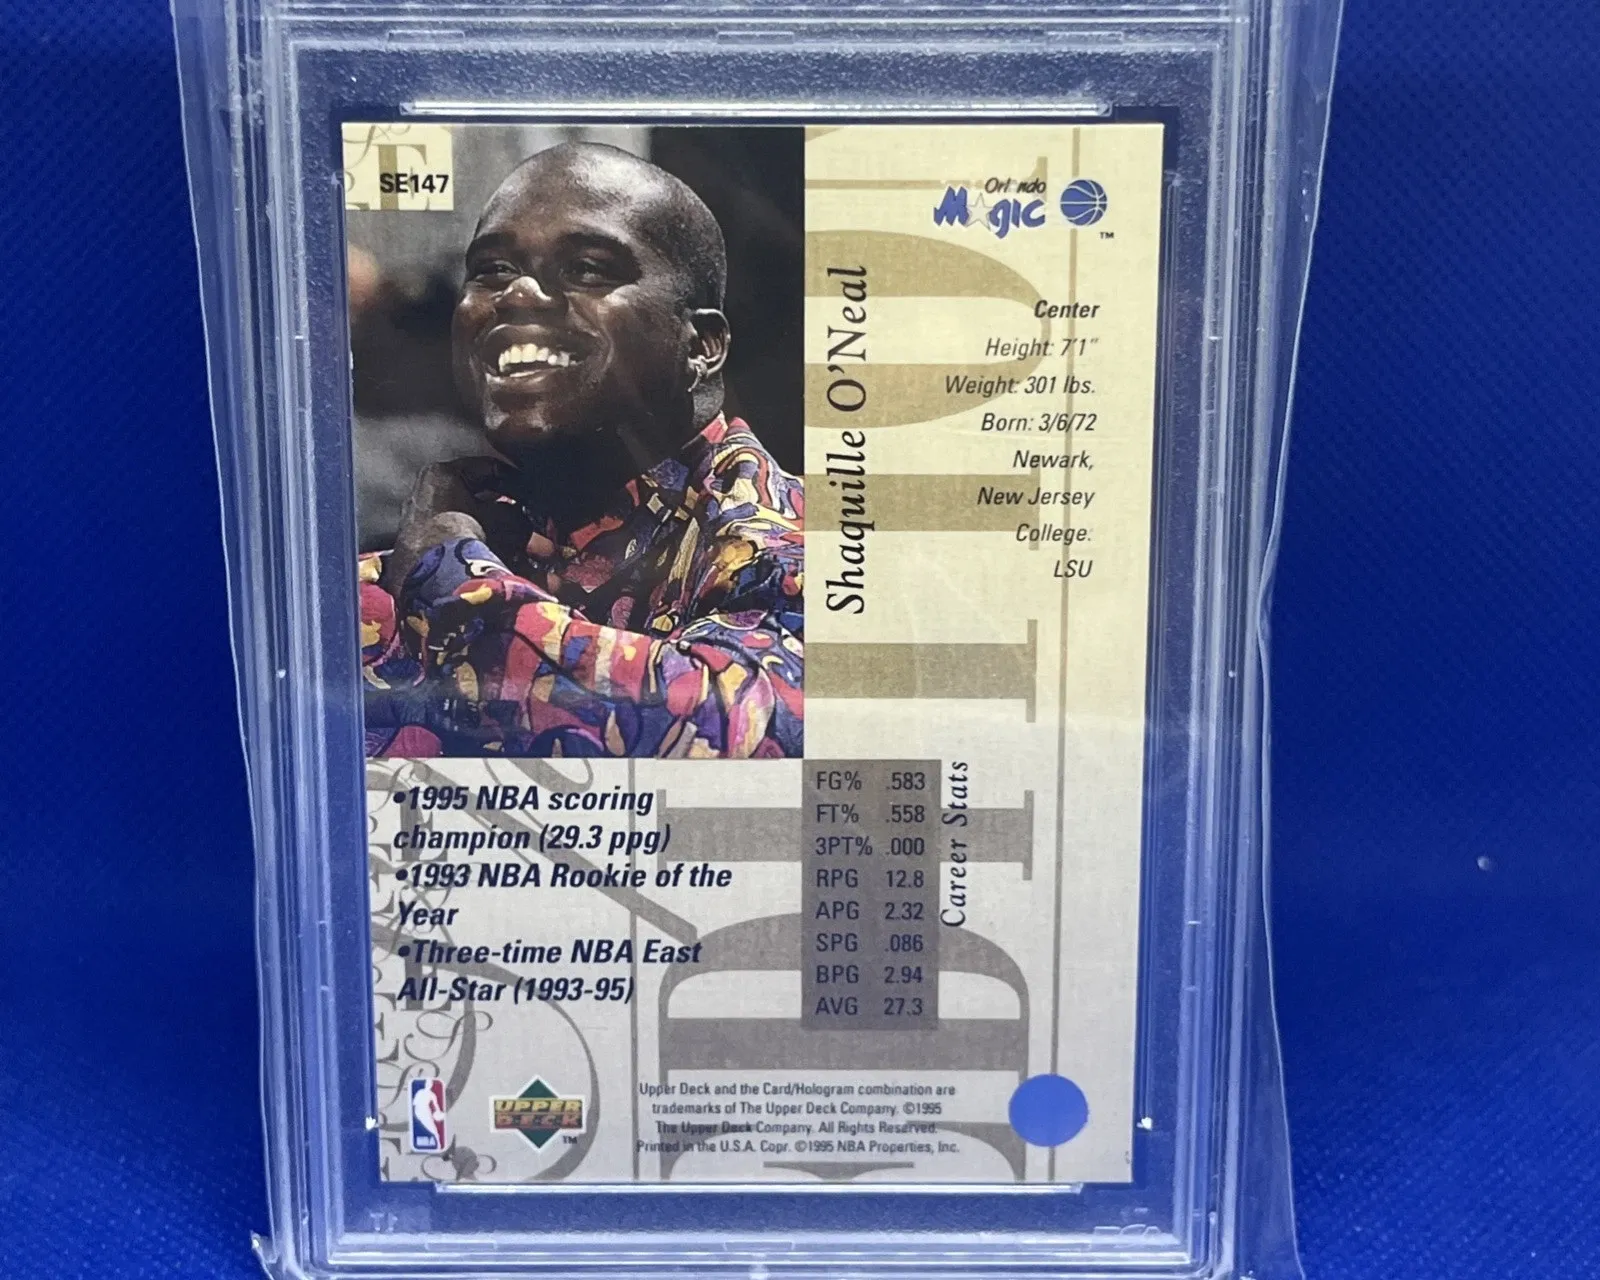 SE147
Orlando
Magic
TM
Shaquille O'Neal
Center
Height: 7'1"
Weight: 301 lbs.
Born: 3/6/72
Newark,
New Jersey
College:
LSU
•1995 NBA scoring
champion (29.3 ppg)
•1993 NBA Rookie of the
Year
•Three-time NBA East
All-Star (1993-95)
FG% .583
FT% .558
3PT% .000
RPG 12.8
APG 2.32
SPG .086
BPG 2.94
AVG 27.3
Career Stats
NBA
UPPER
DECK
TM
Upper Deck and the Card/Hologram combination are
trademarks of The Upper Deck Company. ©1995
The Upper Deck Company. All Rights Reserved.
Printed in the U.S.A. Copr. ©1995 NBA Properties, Inc.
PSA